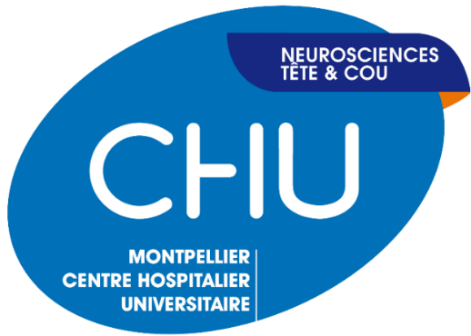 NEUROSCIENCES
TÊTE & COU
CHU
MONTPELLIER
CENTRE HOSPITALIER
UNIVERSITAIRE